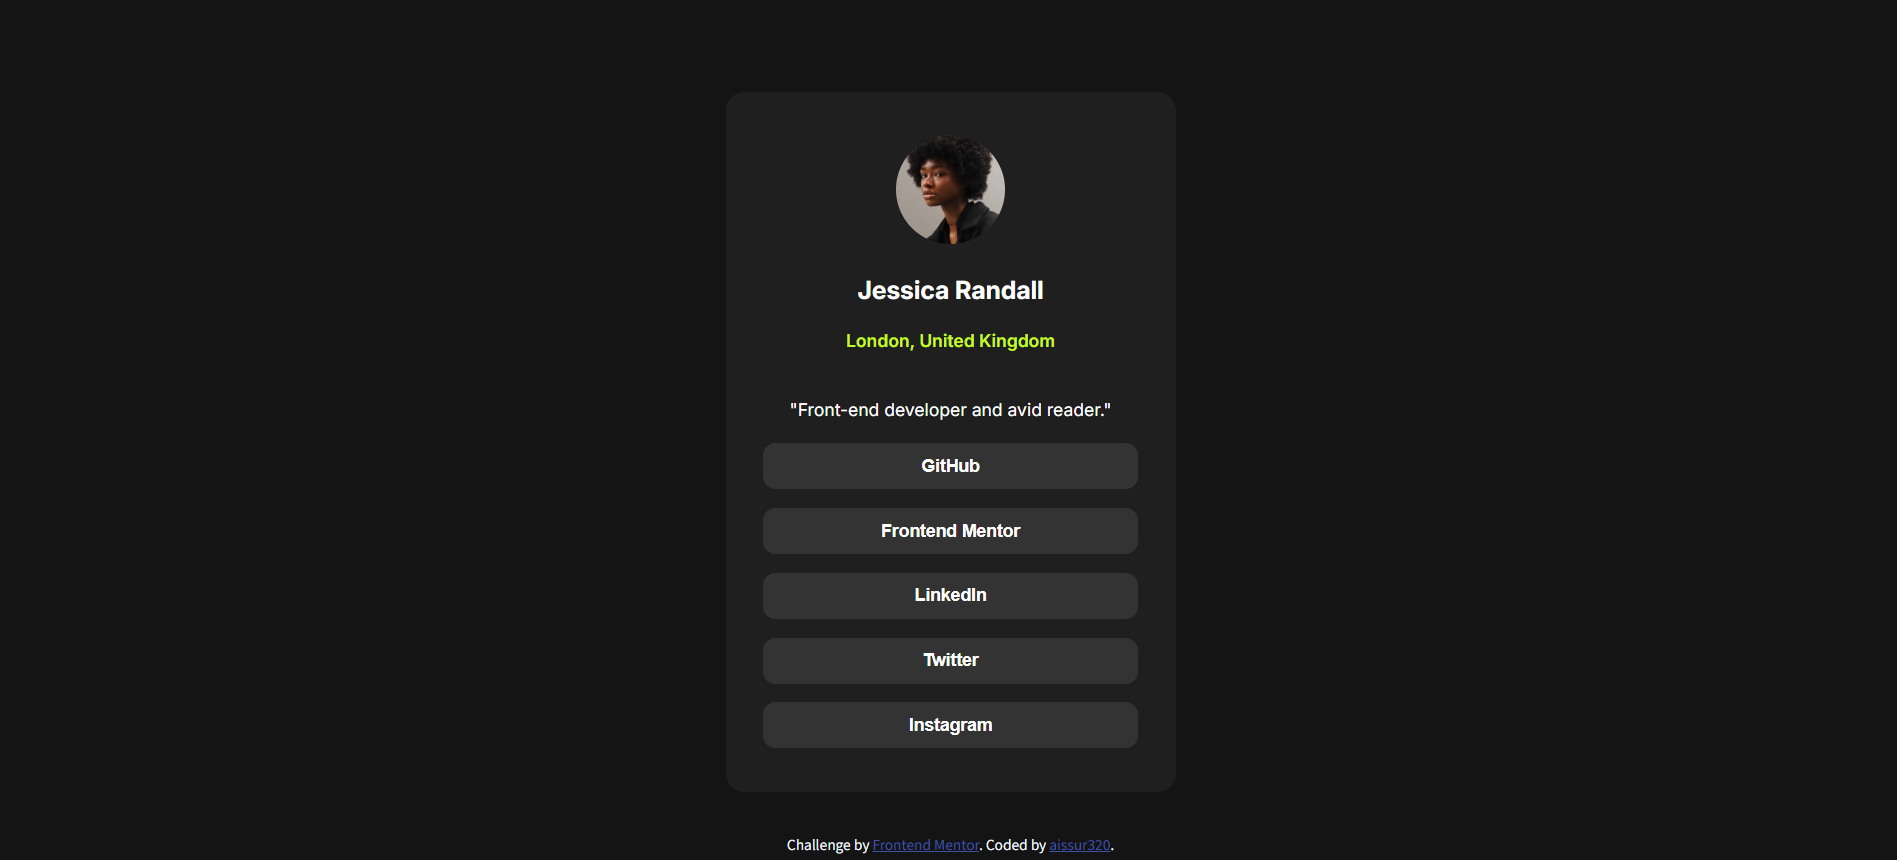 Jessica Randall
London, United Kingdom
"Front-end developer and avid reader."
GitHub
Frontend Mentor
LinkedIn
Twitter
Instagram
Challenge by Frontend Mentor. Coded by aissur320.